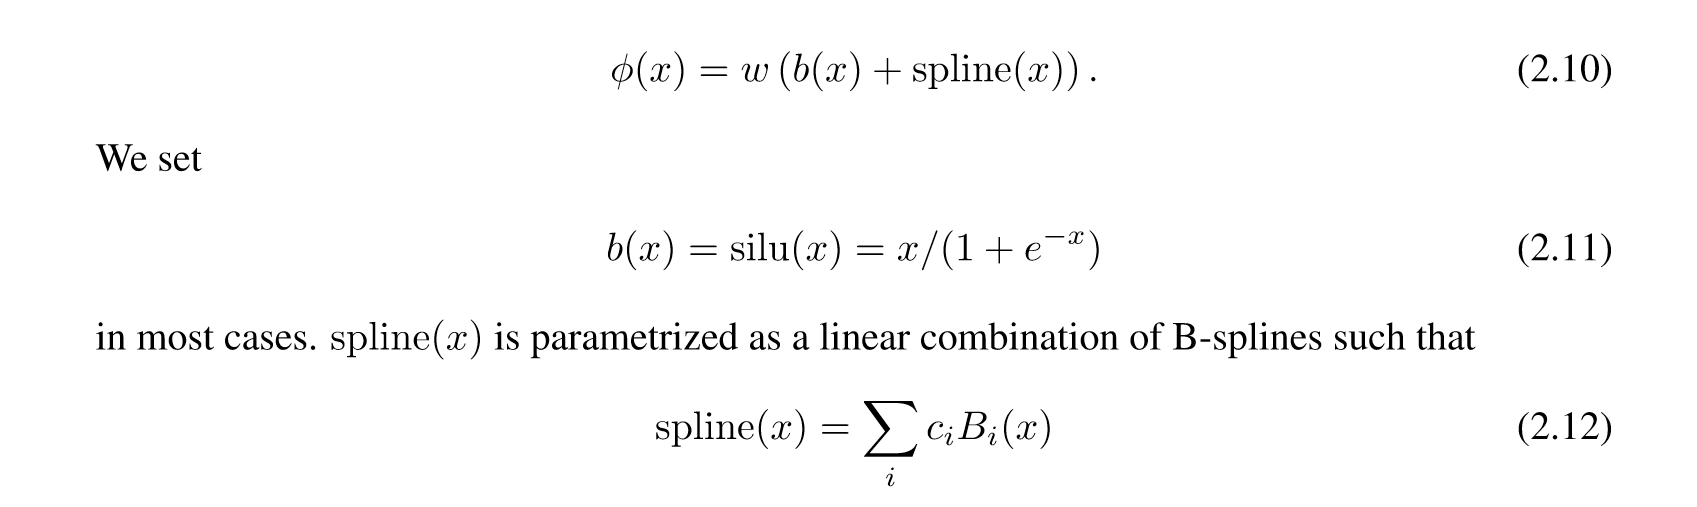 ϕ(x) = w (b(x) + spline(x)) . (2.10)
We set
b(x) = silu(x) = x/(1 + e^{−x}) (2.11)
in most cases. spline(x) is parametrized as a linear combination of B-splines such that
spline(x) = ∑_i c_i B_i(x) (2.12)